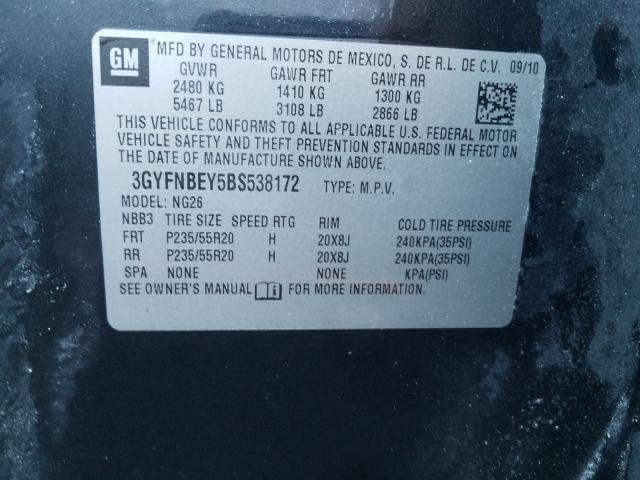 GM MFD BY GENERAL MOTORS DE MEXICO, S. DE R.L. DE C.V. 09/10
GVWR GAWR FRT GAWR RR
2480 KG 1410 KG 1300 KG
5467 LB 3108 LB 2866 LB
THIS VEHICLE CONFORMS TO ALL APPLICABLE U.S. FEDERAL MOTOR
VEHICLE SAFETY AND THEFT PREVENTION STANDARDS IN EFFECT ON
THE DATE OF MANUFACTURE SHOWN ABOVE.
3GYFNBEY5BS538172 TYPE: M.P.V.
MODEL: NG26
NBB3 TIRE SIZE SPEED RTG RIM COLD TIRE PRESSURE
FRT P235/55R20 H 20X8J 240KPA(35PSI)
RR P235/55R20 H 20X8J 240KPA(35PSI)
SPA NONE NONE KPA(PSI)
SEE OWNER'S MANUAL FOR MORE INFORMATION.